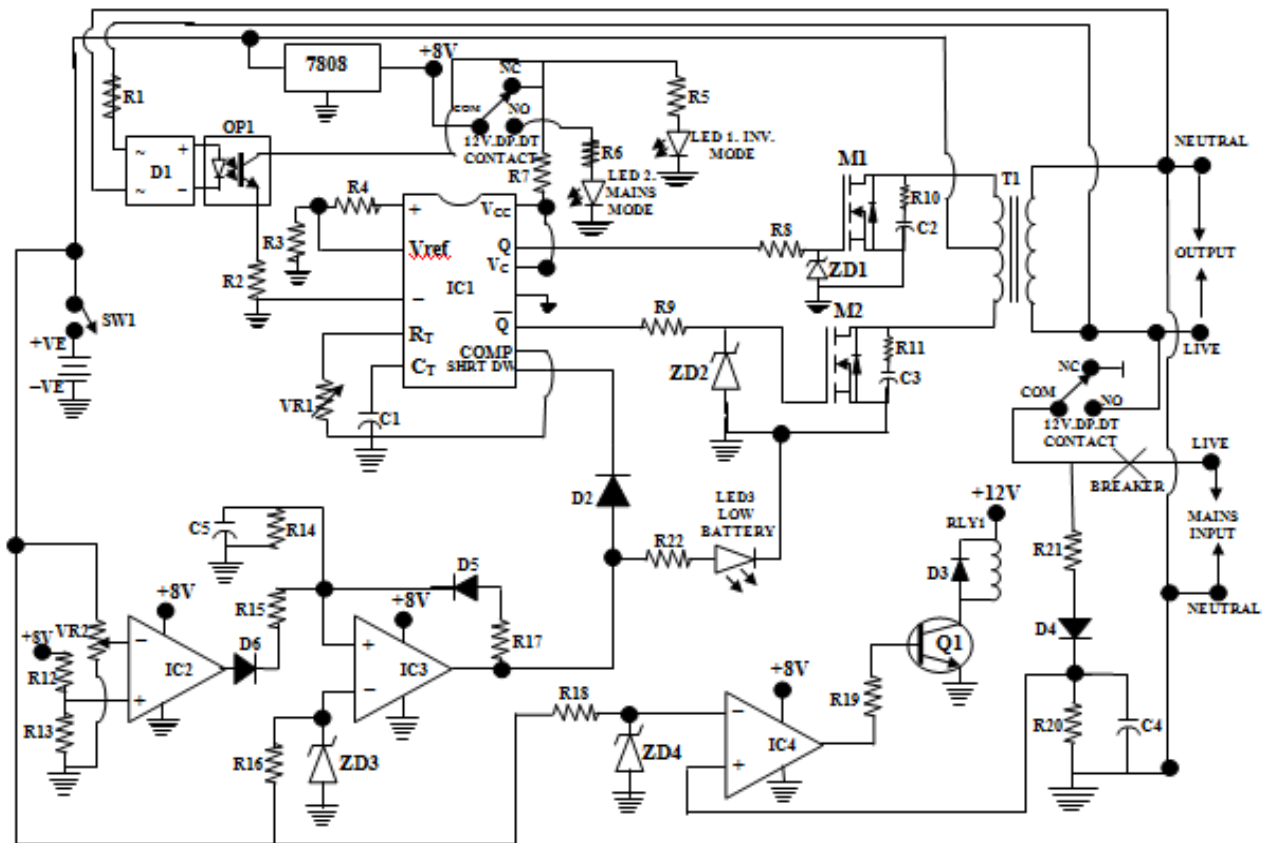 +8V
7808
NC
R1
COM
NO
R5
OP1
12V.DP.DT
CONTACT
LED 1. INV.
MODE
NEUTRAL
~
+
D1
~
−
R6
R7
LED 2.
MAINS
MODE
M1
T1
R4
R10
+
VCC
C2
R3
Vref
Q
R8
OUTPUT
R2
VC
ZD1
IC1
−
M2
SW1
R9
RT
Q
R11
+VE
COMP
LIVE
CT
SHRT DW
ZD2
C3
NC
−VE
VR1
C1
COM
NO
12V.DP.DT
CONTACT
LIVE
BREAKER
D2
LED3
LOW
BATTERY
+12V
MAINS
INPUT
C5
R14
RLY1
R22
R21
D5
D3
+8V
R15
+8V
NEUTRAL
+8V
VR2
−
D6
R17
D4
R12
IC2
+
IC3
Q1
+8V
+
−
R18
R19
R13
−
R20
C4
R16
ZD3
ZD4
IC4
+